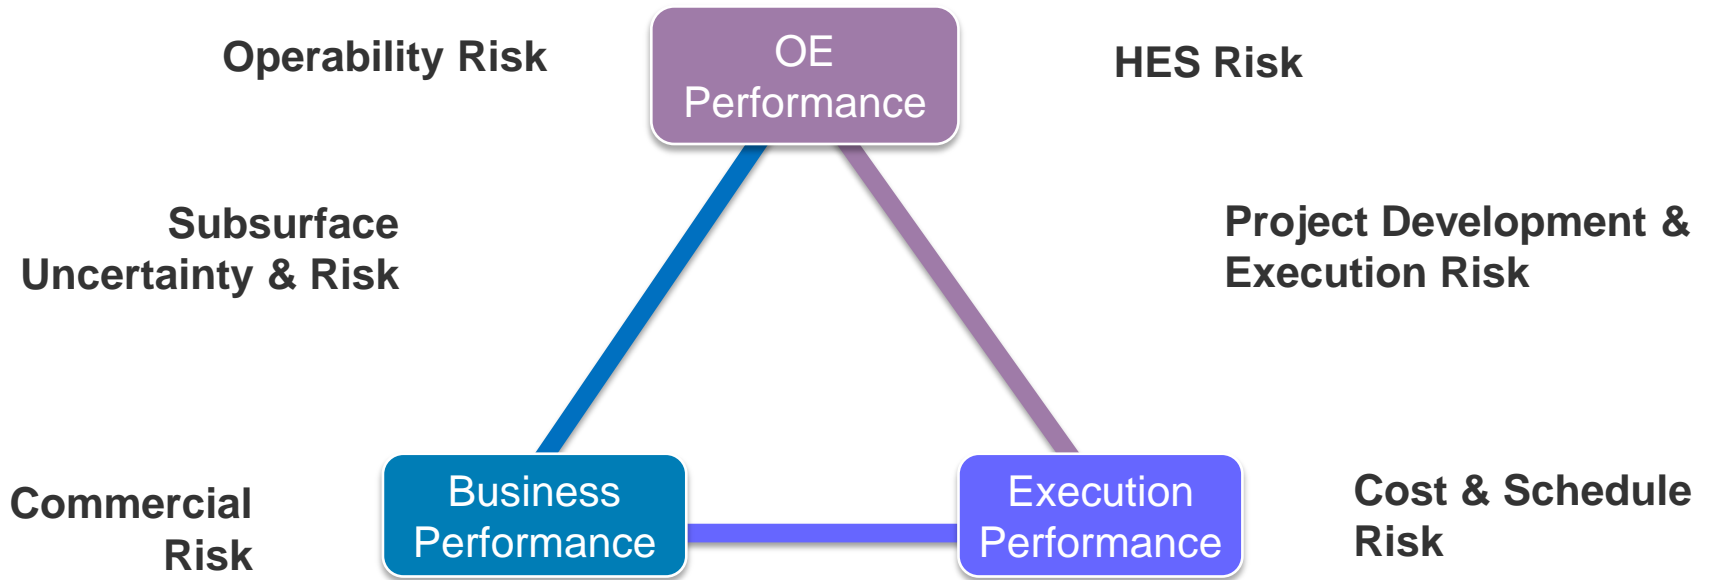 Operability Risk
OE
Performance
HES Risk
Subsurface
Uncertainty & Risk
Project Development &
Execution Risk
Commercial
Risk
Business
Performance
Execution
Performance
Cost & Schedule
Risk